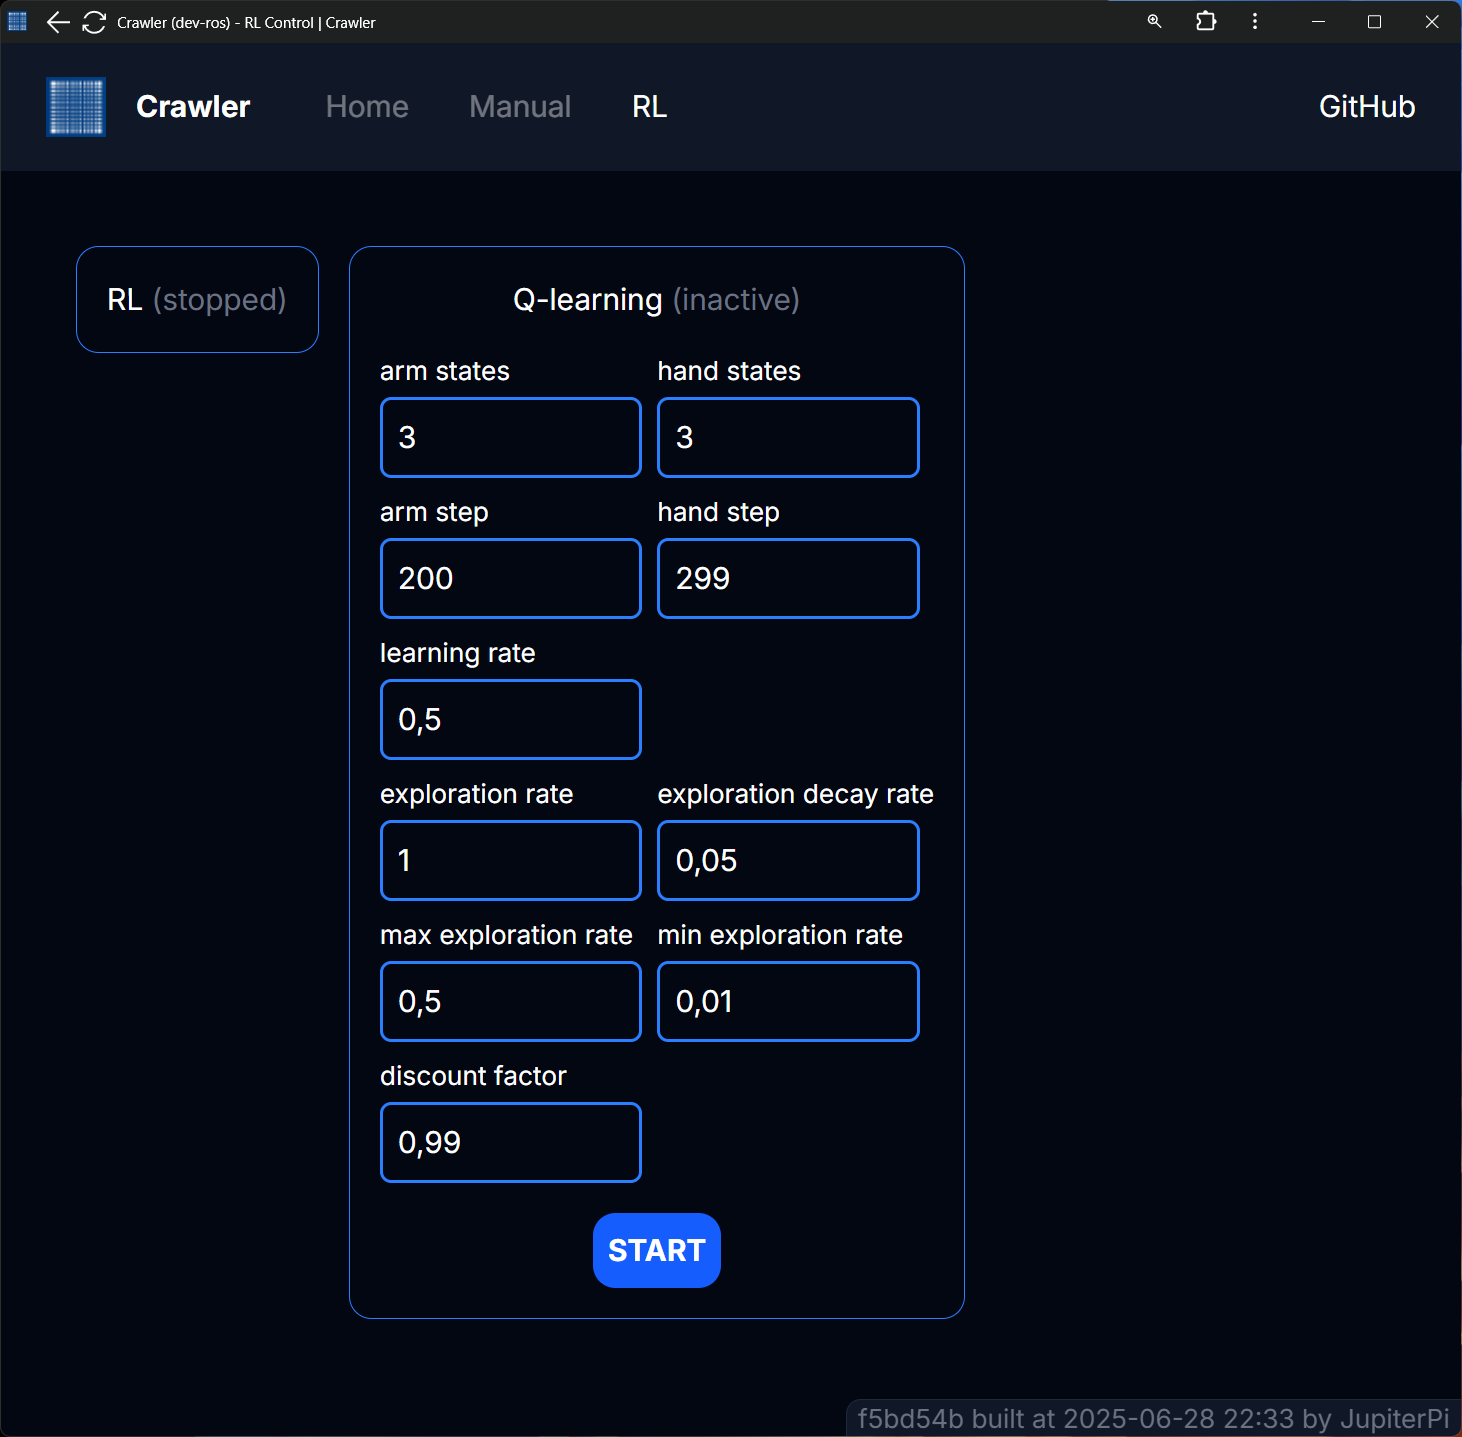 Crawler (dev-ros) - RL Control | Crawler
Crawler Home Manual RL GitHub
RL (stopped)
Q-learning (inactive)
arm states hand states
3 3
arm step hand step
200 299
learning rate
0,5
exploration rate exploration decay rate
1 0,05
max exploration rate min exploration rate
0,5 0,01
discount factor
0,99
START
f5bd54b built at 2025-06-28 22:33 by JupiterPi